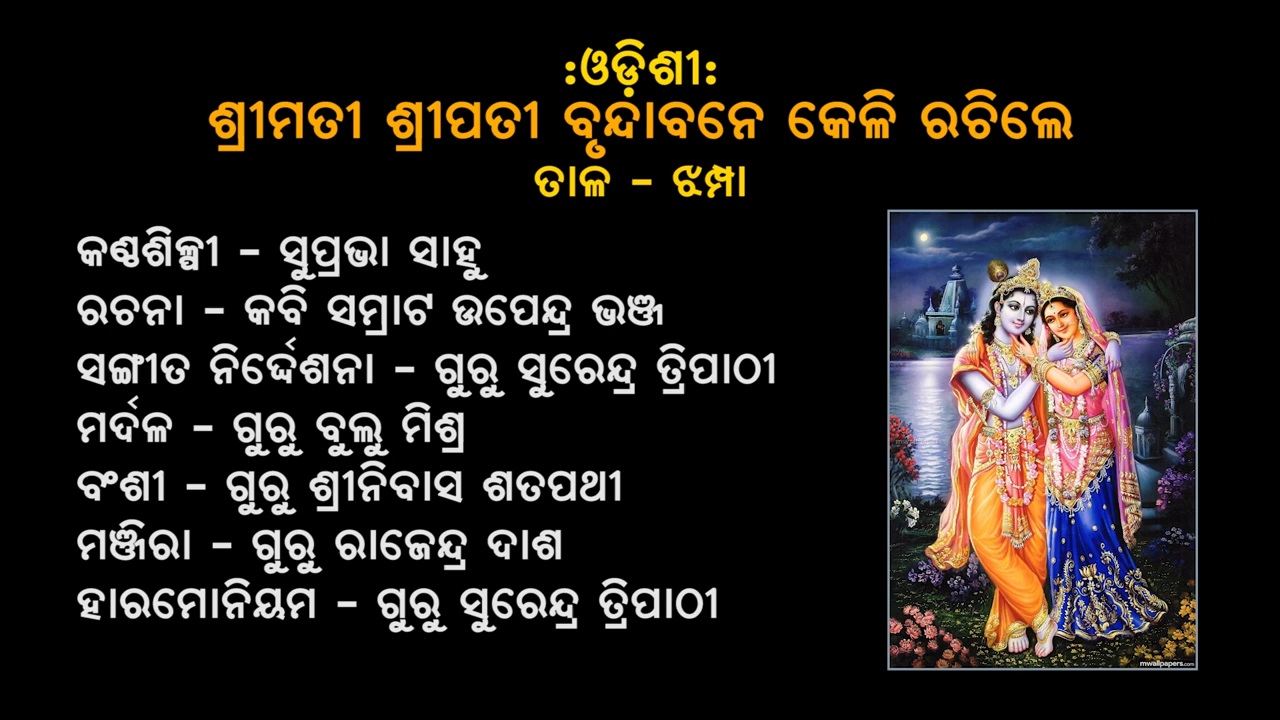 :ଓଡ଼ିଶୀ:
ଶ୍ରୀମତୀ ଶ୍ରୀପତୀ ବୃନ୍ଦାବନେ କେଳି ରଚିଲେ
ତାଳ - ଝମ୍ପା
କଣ୍ଠଶିଳ୍ପୀ - ସୁପ୍ରଭା ସାହୁ
ରଚନା - କବି ସମ୍ରାଟ ଉପେନ୍ଦ୍ର ଭଞ୍ଜ
ସଙ୍ଗୀତ ନିର୍ଦ୍ଦେଶନା - ଗୁରୁ ସୁରେନ୍ଦ୍ର ତ୍ରିପାଠୀ
ମର୍ଦଳ - ଗୁରୁ ବୁଲୁ ମିଶ୍ର
ବଂଶୀ - ଗୁରୁ ଶ୍ରୀନିବାସ ଶତପଥୀ
ମଞ୍ଜିରା - ଗୁରୁ ରାଜେନ୍ଦ୍ର ଦାଶ
ହାରମୋନିୟମ - ଗୁରୁ ସୁରେନ୍ଦ୍ର ତ୍ରିପାଠୀ
mwallpapers.com